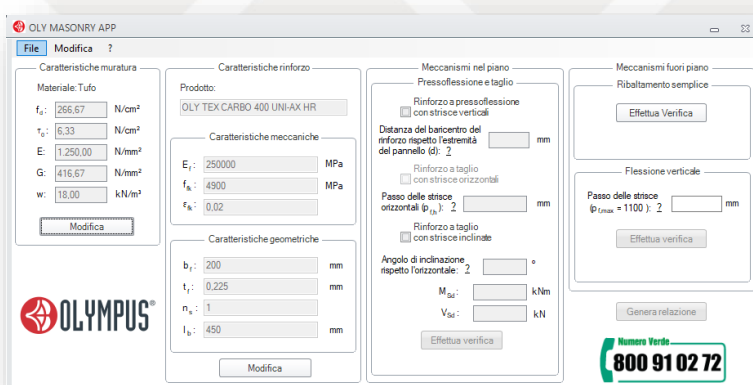 OLY MASONRY APP
File Modifica ?
Caratteristiche muratura
Materiale: Tufo
fd: 266,67 N/cm²
τo: 6,33 N/cm²
E: 1.250,00 N/mm²
G: 416,67 N/mm²
w: 18,00 kN/m³
Modifica
OLYMPUS®
Caratteristiche rinforzo
Prodotto:
OLY TEX CARBO 400 UNI-AX HR
Caratteristiche meccaniche
Ef: 250000 MPa
ffk: 4900 MPa
εfk: 0,02
Caratteristiche geometriche
bf: 200 mm
tf: 0,225 mm
ns: 1
lb: 450 mm
Modifica
Meccanismi nel piano
Pressoflessione e taglio
Rinforzo a pressoflessione
con strisce verticali
Distanza del baricentro del
rinforzo rispetto l'estremità
del pannello (d): ? mm
Rinforzo a taglio
con strisce orizzontali
Passo delle strisce
orizzontali (pf,h): ? mm
Rinforzo a taglio
con strisce inclinate
Angolo di inclinazione
rispetto l'orizzontale: ? °
MSd: kNm
VSd: kN
Effettua verifica
Meccanismi fuori piano
Ribaltamento semplice
Effettua Verifica
Flessione verticale
Passo delle strisce
(pf,max = 1100 ): ? mm
Effettua verifica
Genera relazione
Numero Verde
800 91 02 72